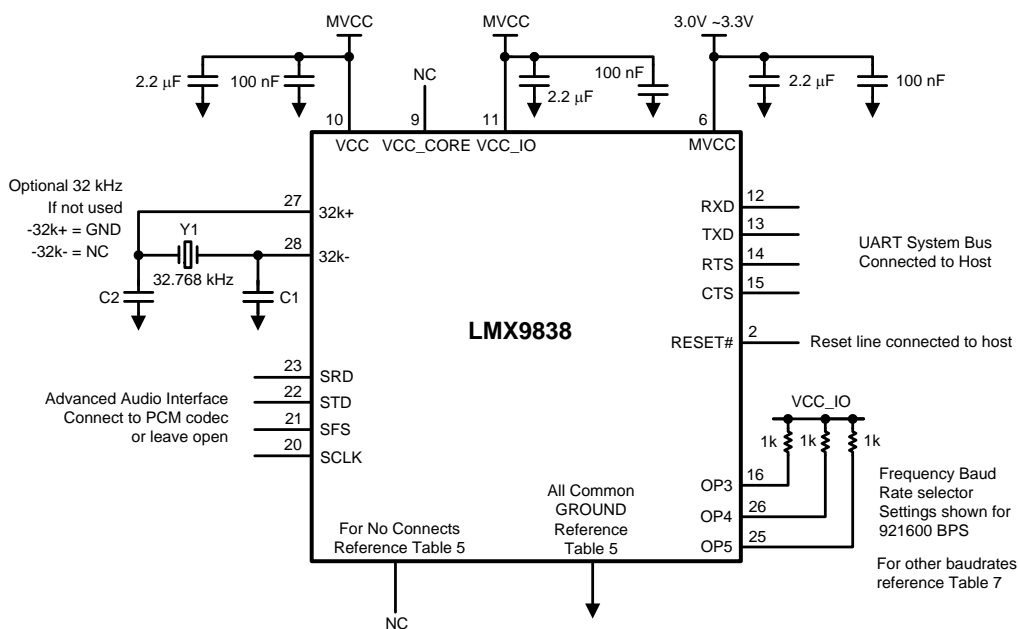 MVCC
MVCC
3.0V ~3.3V
2.2 µF
100 nF
NC
100 nF
2.2 µF
2.2 µF
100 nF
10
9
11
6
VCC
VCC_CORE
VCC_IO
MVCC
Optional 32 kHz
If not used
-32k+ = GND
-32k- = NC
27
32k+
Y1
28
32k-
32.768 kHz
C2
C1
RXD
12
TXD
13
RTS
14
CTS
15
UART System Bus
Connected to Host
LMX9838
RESET#
2
Reset line connected to host
Advanced Audio Interface
Connect to PCM codec
or leave open
23
SRD
22
STD
21
SFS
20
SCLK
VCC_IO
1k
1k
1k
OP3
16
OP4
26
OP5
25
Frequency Baud
Rate selector
Settings shown for
921600 BPS
For other baudrates
reference Table 7
For No Connects
Reference Table 5
All Common
GROUND
Reference
Table 5
NC